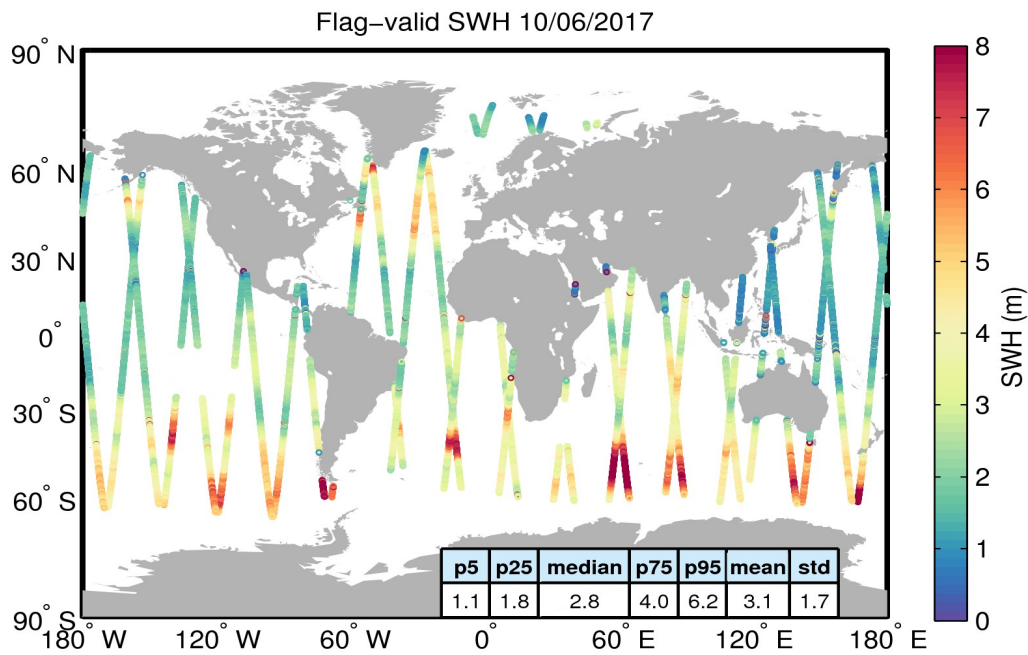 Flag−valid SWH 10/06/2017
90° N
60° N
30° N
0°
30° S
60° S
90° S
180° W
120° W
60° W
0°
60° E
120° E
180° E
p5 p25 median p75 p95 mean std
1.1 1.8 2.8 4.0 6.2 3.1 1.7
8
7
6
5
4
3
2
1
0
SWH (m)